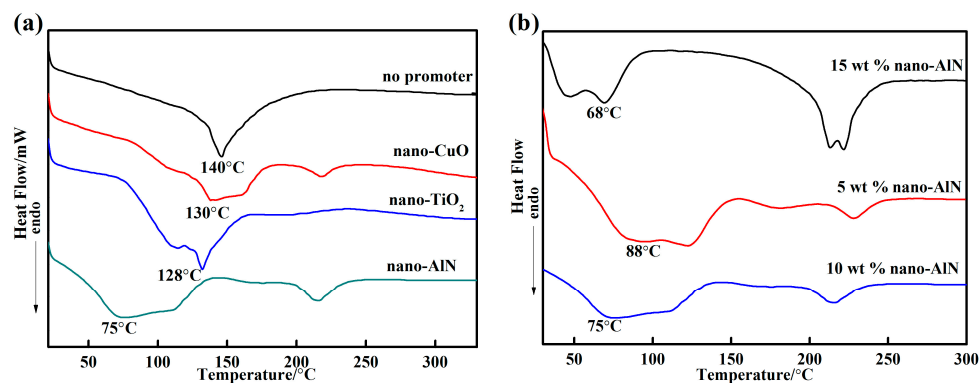 (a)
no promoter
140°C
nano-CuO
130°C
nano-TiO₂
128°C
nano-AlN
75°C
Heat Flow/mW
endo
50 100 150 200 250 300
Temperature/°C
(b)
15 wt % nano-AlN
68°C
5 wt % nano-AlN
88°C
10 wt % nano-AlN
75°C
Heat Flow
endo
50 100 150 200 250 300
Temperature/°C